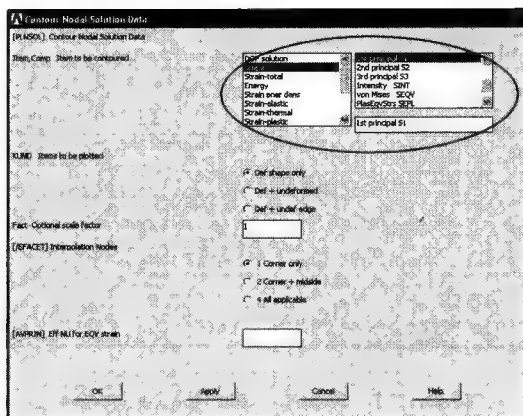 Contour Nodal Solution Data
[PLNSOL] Contour Nodal Solution Data
Item,Comp Item to be contoured
DOF solution
Strain-total
Energy
Strain ener dens
Strain-elastic
Strain-thermal
Strain-plastic
2nd principal S2
3rd principal S3
Intensity SINT
von Mises SEQV
PlasEqvStrs SEPL
1st principal S1
KUND Items to be plotted
Def shape only
Def + undeformed
Def + undef edge
Fact Optional scale factor
1
[/EFACET] Interpolation Nodes
1 Corner only
2 Corner + midside
4 All applicable
[AVPRIN] Eff NU for EQV strain
OK
Apply
Cancel
Help